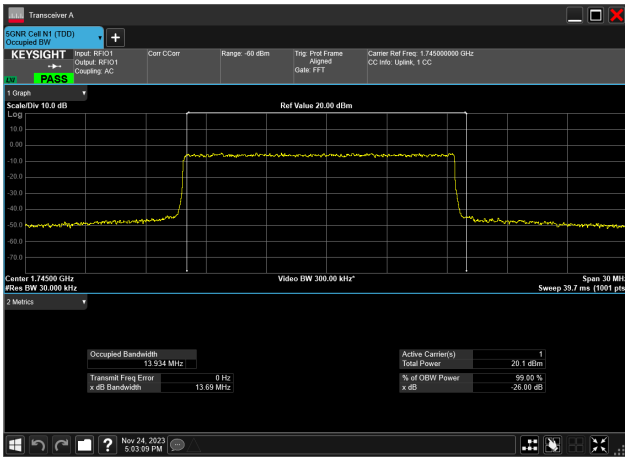 Transceiver A
5GNR Cell N1 (TDD)
Occupied BW
KEYSIGHT
Input: RFIO1
Output: RFIO1
Coupling: AC
Corr CCorr
Range: -60 dBm
Trig: Prot Frame
Aligned
Gate: FFT
Carrier Ref Freq: 1.745000000 GHz
CC Info: Uplink, 1 CC
PASS
1 Graph
Scale/Div 10.0 dB
Ref Value 20.00 dBm
Log
10.0
0.00
-10.0
-20.0
-30.0
-40.0
-50.0
-60.0
-70.0
Center 1.74500 GHz
Video BW 300.00 kHz*
Span 30 MHz
#Res BW 30.000 kHz
Sweep 39.7 ms (1001 pts)
2 Metrics
Occupied Bandwidth
13.934 MHz
Active Carrier(s) 1
Total Power 20.1 dBm
Transmit Freq Error 0 Hz
x dB Bandwidth 13.69 MHz
% of OBW Power 99.00 %
x dB -26.00 dB
Nov 24, 2023
5:03:09 PM